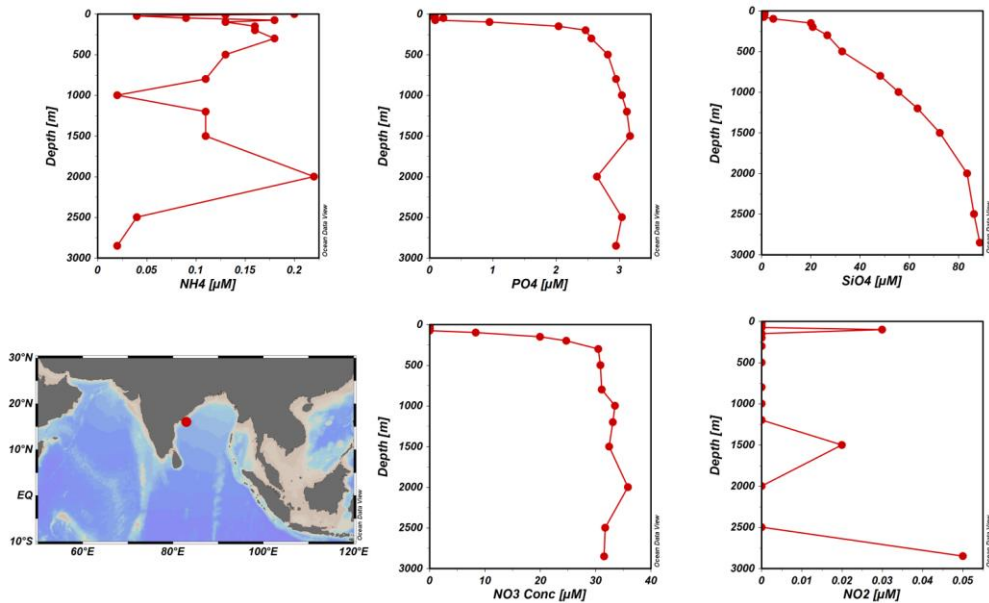 0
500
1000
1500
2000
2500
3000
Depth [m]
0
0.05
0.1
0.15
0.2
NH4 [µM]
Ocean Data View
0
500
1000
1500
2000
2500
3000
Depth [m]
0
1
2
3
PO4 [µM]
Ocean Data View
0
500
1000
1500
2000
2500
3000
Depth [m]
0
20
40
60
80
SiO4 [µM]
Ocean Data View
30°N
20°N
10°N
EQ
10°S
60°E
80°E
100°E
120°E
Ocean Data View
0
500
1000
1500
2000
2500
3000
Depth [m]
0
10
20
30
40
NO3 Conc [µM]
Ocean Data View
0
500
1000
1500
2000
2500
3000
Depth [m]
0
0.01
0.02
0.03
0.04
0.05
NO2 [µM]
Ocean Data View